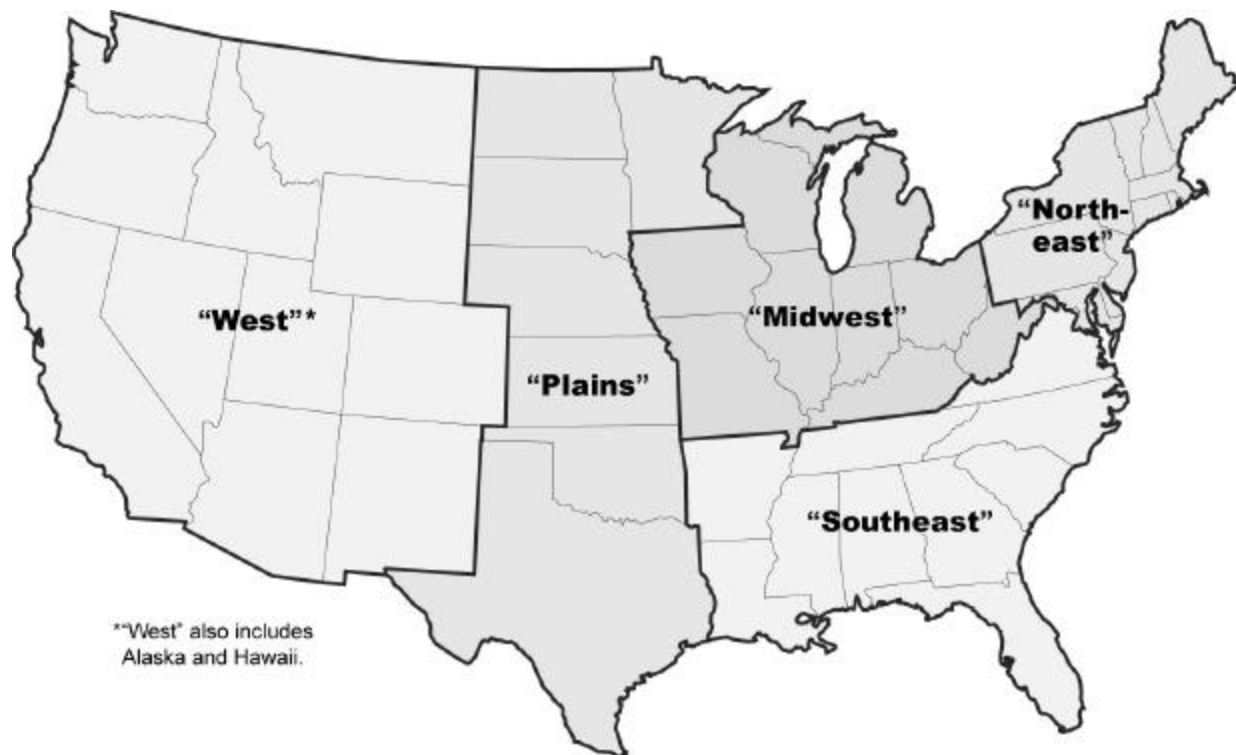 “North-
east”
“West”*
“Midwest”
“Plains”
“Southeast”
*“West” also includes
Alaska and Hawaii.